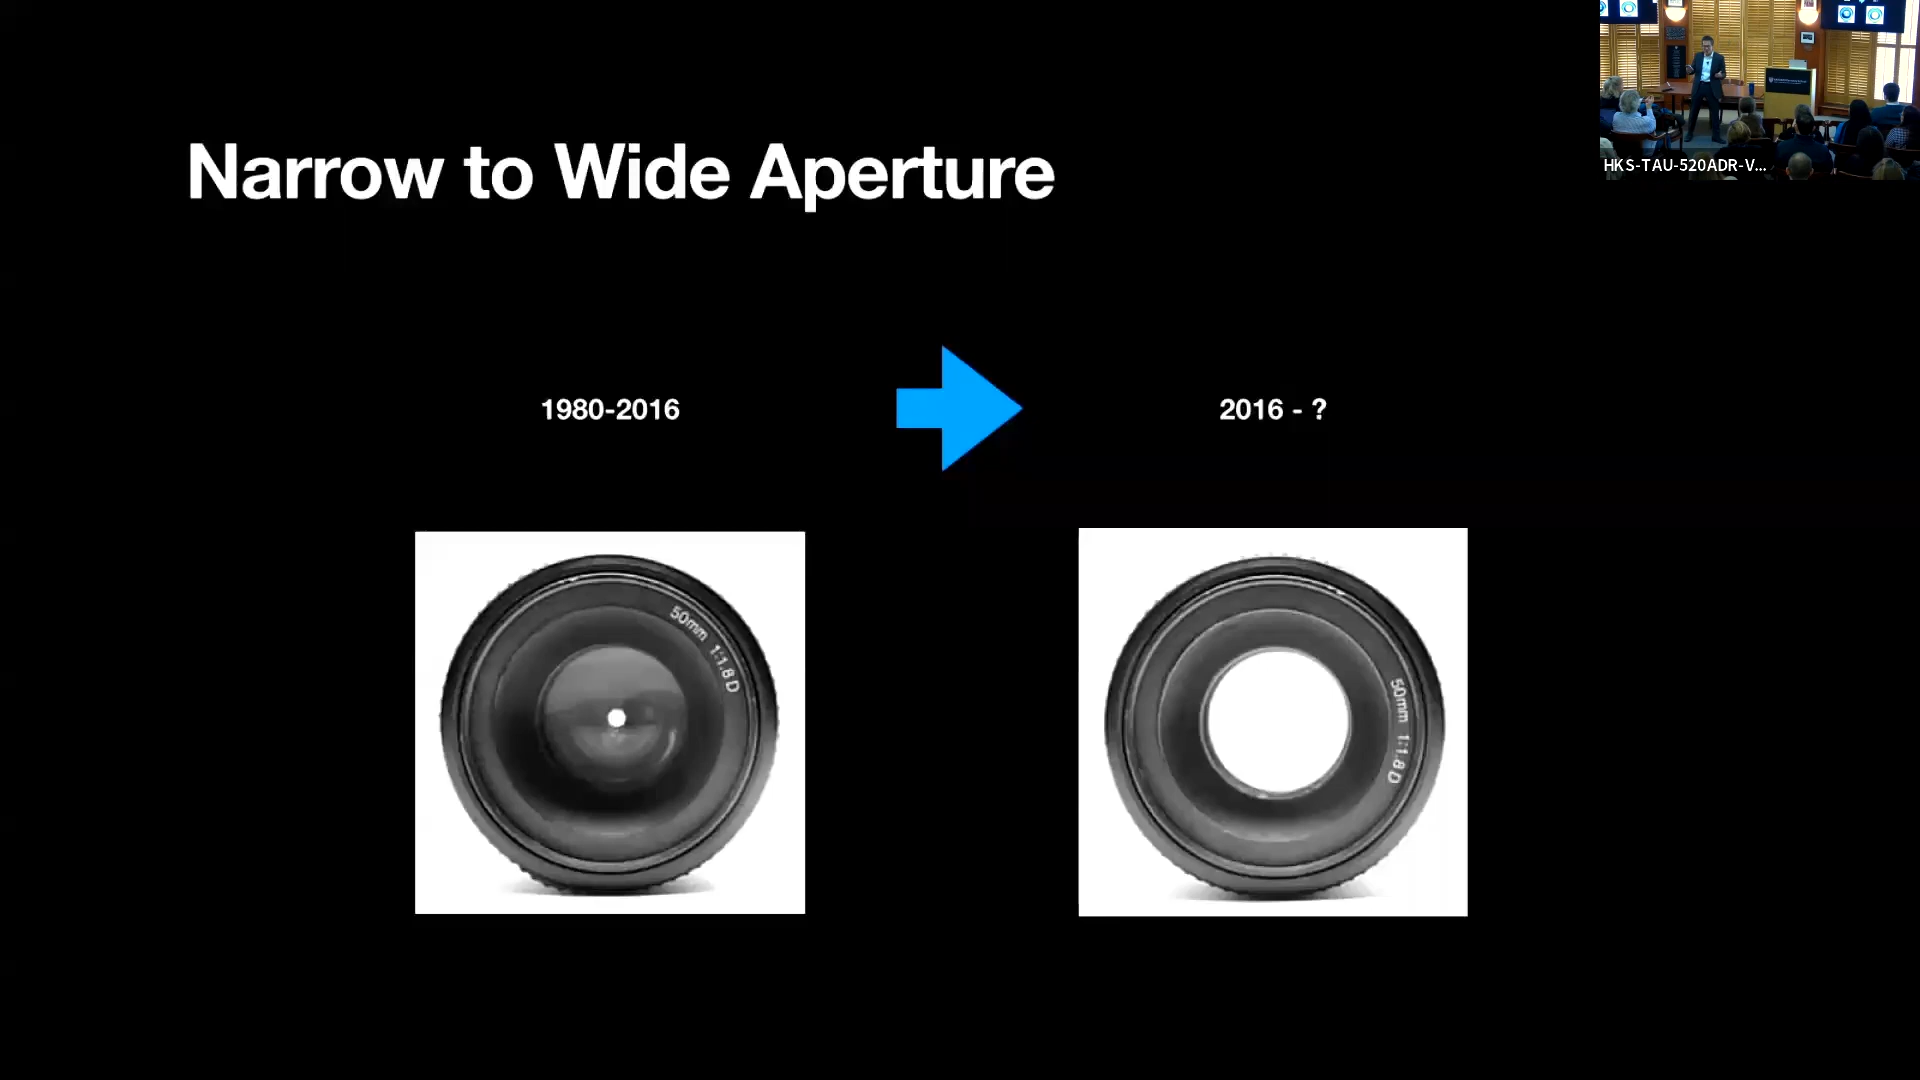 Narrow to Wide Aperture
HKS-TAU-520ADR-V...
1980-2016
2016 - ?
50mm 1:1.8 D
50mm 1:1.8 D